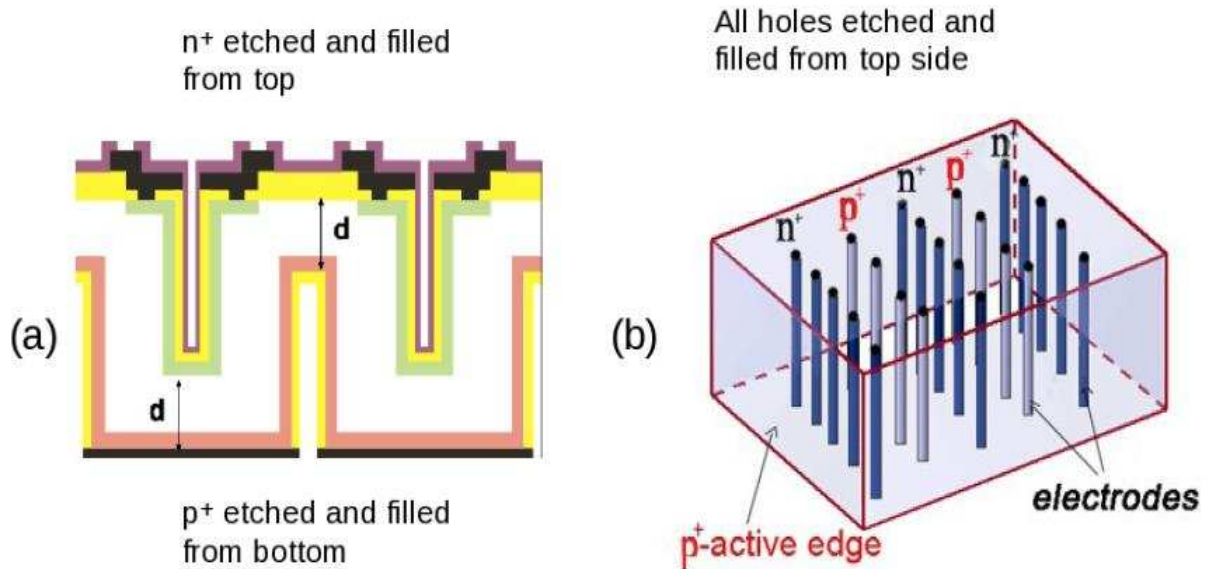 n+ etched and filled
from top
All holes etched and
filled from top side
(a)
d
d
p+ etched and filled
from bottom
(b)
n+
p+
n+
p+
n+
electrodes
p+-active edge